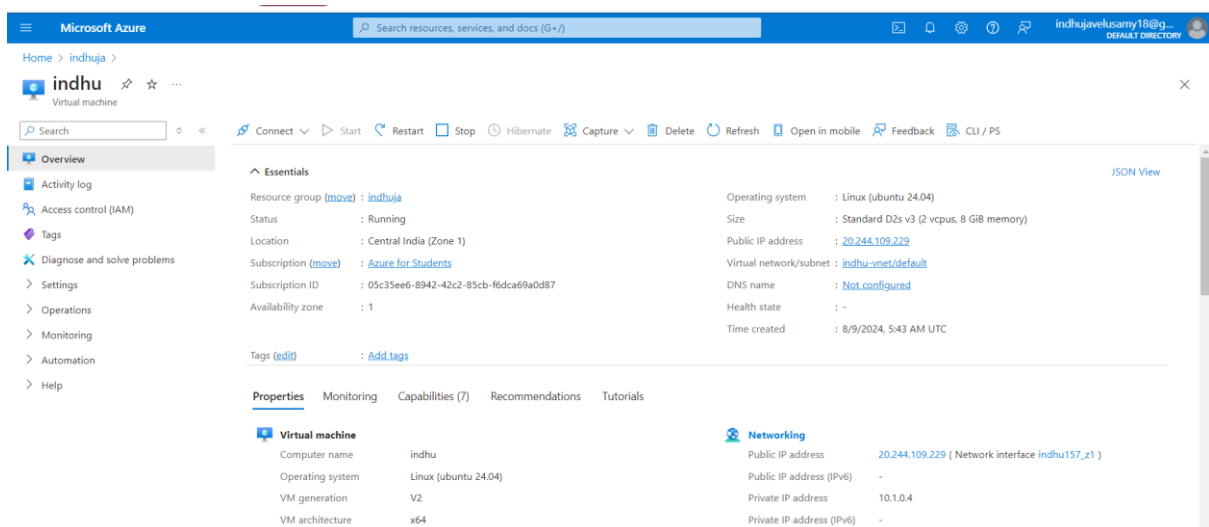 Microsoft Azure
Search resources, services, and docs (G+/)
indhujavelusamy18@g...
DEFAULT DIRECTORY
Home > indhuja >
indhu
Virtual machine
Search
Connect
Start
Restart
Stop
Hibernate
Capture
Delete
Refresh
Open in mobile
Feedback
CLI / PS
Overview
Activity log
Access control (IAM)
Tags
Diagnose and solve problems
Settings
Operations
Monitoring
Automation
Help
Essentials
JSON View
Resource group (move) : indhuja
Status : Running
Location : Central India (Zone 1)
Subscription (move) : Azure for Students
Subscription ID : 05c35ee6-8942-42c2-85cb-f6dca69a0d87
Availability zone : 1
Operating system : Linux (ubuntu 24.04)
Size : Standard D2s v3 (2 vcpus, 8 GiB memory)
Public IP address : 20.244.109.229
Virtual network/subnet : indhu-vnet/default
DNS name : Not configured
Health state : -
Time created : 8/9/2024, 5:43 AM UTC
Tags (edit) : Add tags
Properties Monitoring Capabilities (7) Recommendations Tutorials
Virtual machine
Computer name indhu
Operating system Linux (ubuntu 24.04)
VM generation V2
VM architecture x64
Networking
Public IP address 20.244.109.229 ( Network interface indhu157_z1 )
Public IP address (IPv6) -
Private IP address 10.1.0.4
Private IP address (IPv6) -